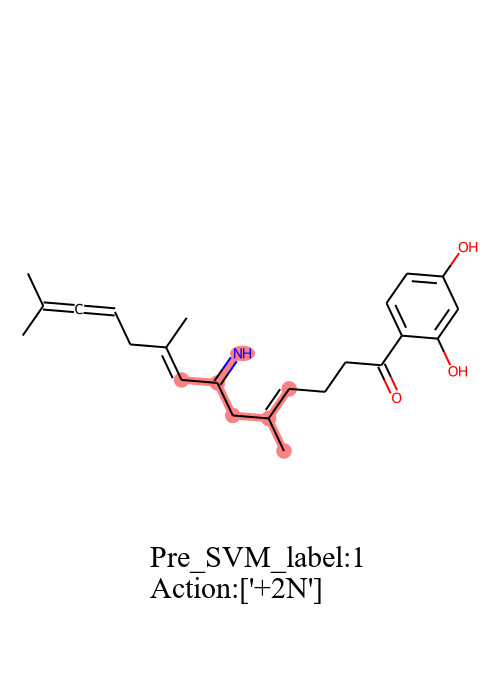 OH
C
NH
OH
O
Pre_SVM_label:1
Action:['+2N']